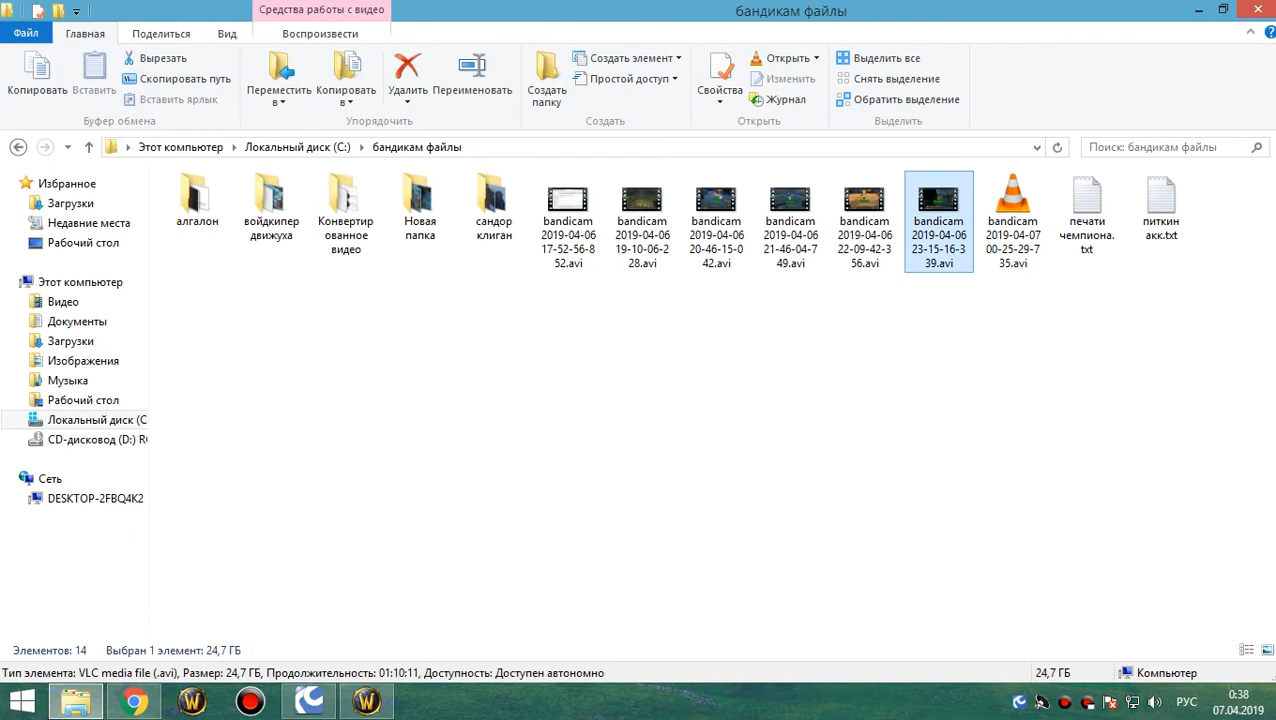 Средства работы с видео
бандикам файлы
Файл
Главная
Поделиться
Вид
Воспроизвести
Копировать
Вставить
Вырезать
Скопировать путь
Вставить ярлык
Буфер обмена
Переместить
в
Копировать
в
Удалить
Переименовать
Упорядочить
Создать
папку
Создать элемент
Простой доступ
Создать
Свойства
Открыть
Изменить
Журнал
Открыть
Выделить все
Снять выделение
Обратить выделение
Выделить
Этот компьютер
Локальный диск (C:)
бандикам файлы
Поиск: бандикам файлы
Избранное
Загрузки
Недавние места
Рабочий стол
Этот компьютер
Видео
Документы
Загрузки
Изображения
Музыка
Рабочий стол
Локальный диск (C
CD-дисковод (D:) R
Сеть
DESKTOP-2FBQ4K2
алгалон
войдкипер
движуха
Конвертир
ованное
видео
Новая
папка
сандор
клиган
bandicam
2019-04-06
17-52-56-8
52.avi
bandicam
2019-04-06
19-10-06-2
28.avi
bandicam
2019-04-06
20-46-15-0
42.avi
bandicam
2019-04-06
21-46-04-7
49.avi
bandicam
2019-04-06
22-09-42-3
56.avi
bandicam
2019-04-06
23-15-16-3
39.avi
bandicam
2019-04-07
00-25-29-7
35.avi
печати
чемпиона.
txt
питкин
акк.txt
Элементов: 14
Выбран 1 элемент: 24,7 ГБ
Тип элемента: VLC media file (.avi), Размер: 24,7 ГБ, Продолжительность: 01:10:11, Доступность: Доступен автономно
24,7 ГБ
Компьютер
РУС
0:38
07.04.2019